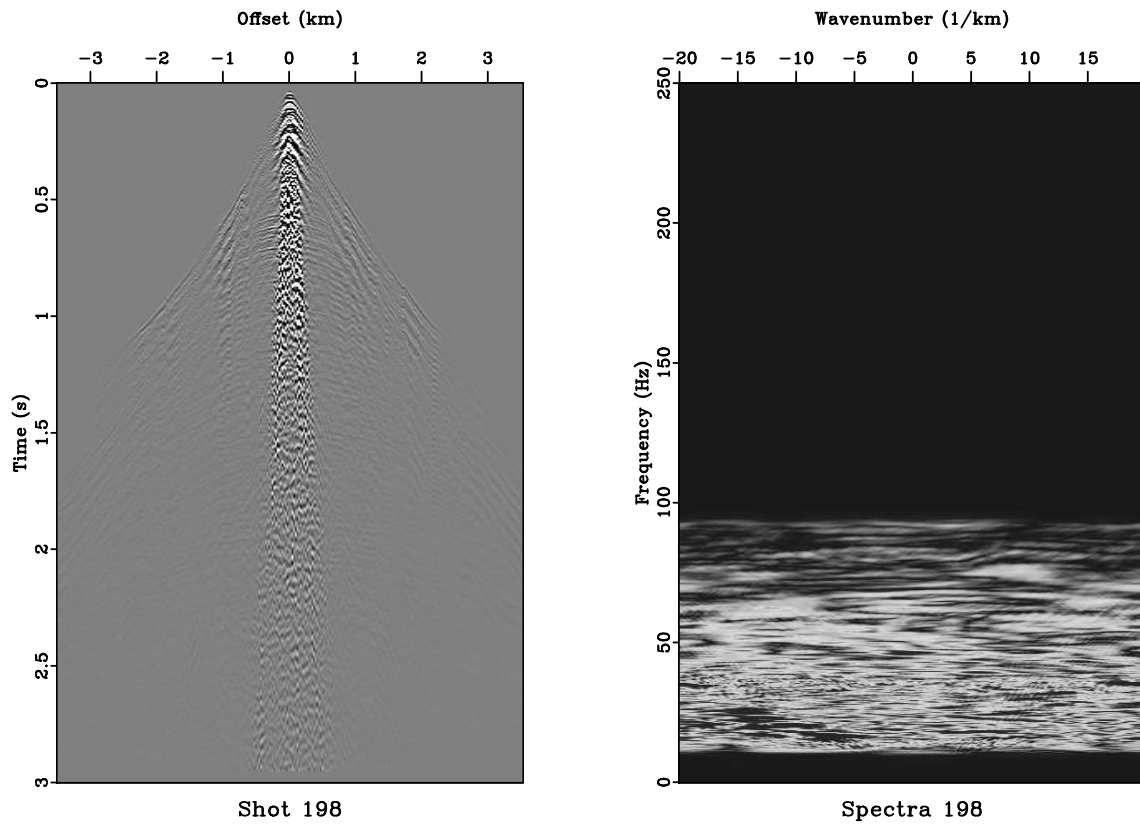 Offset (km)
−3 −2 −1 0 1 2 3
Time (s)
0 0.5 1 1.5 2 2.5 3
Shot 198
Wavenumber (1/km)
−20 −15 −10 −5 0 5 10 15
Frequency (Hz)
250 200 150 100 50 0
Spectra 198